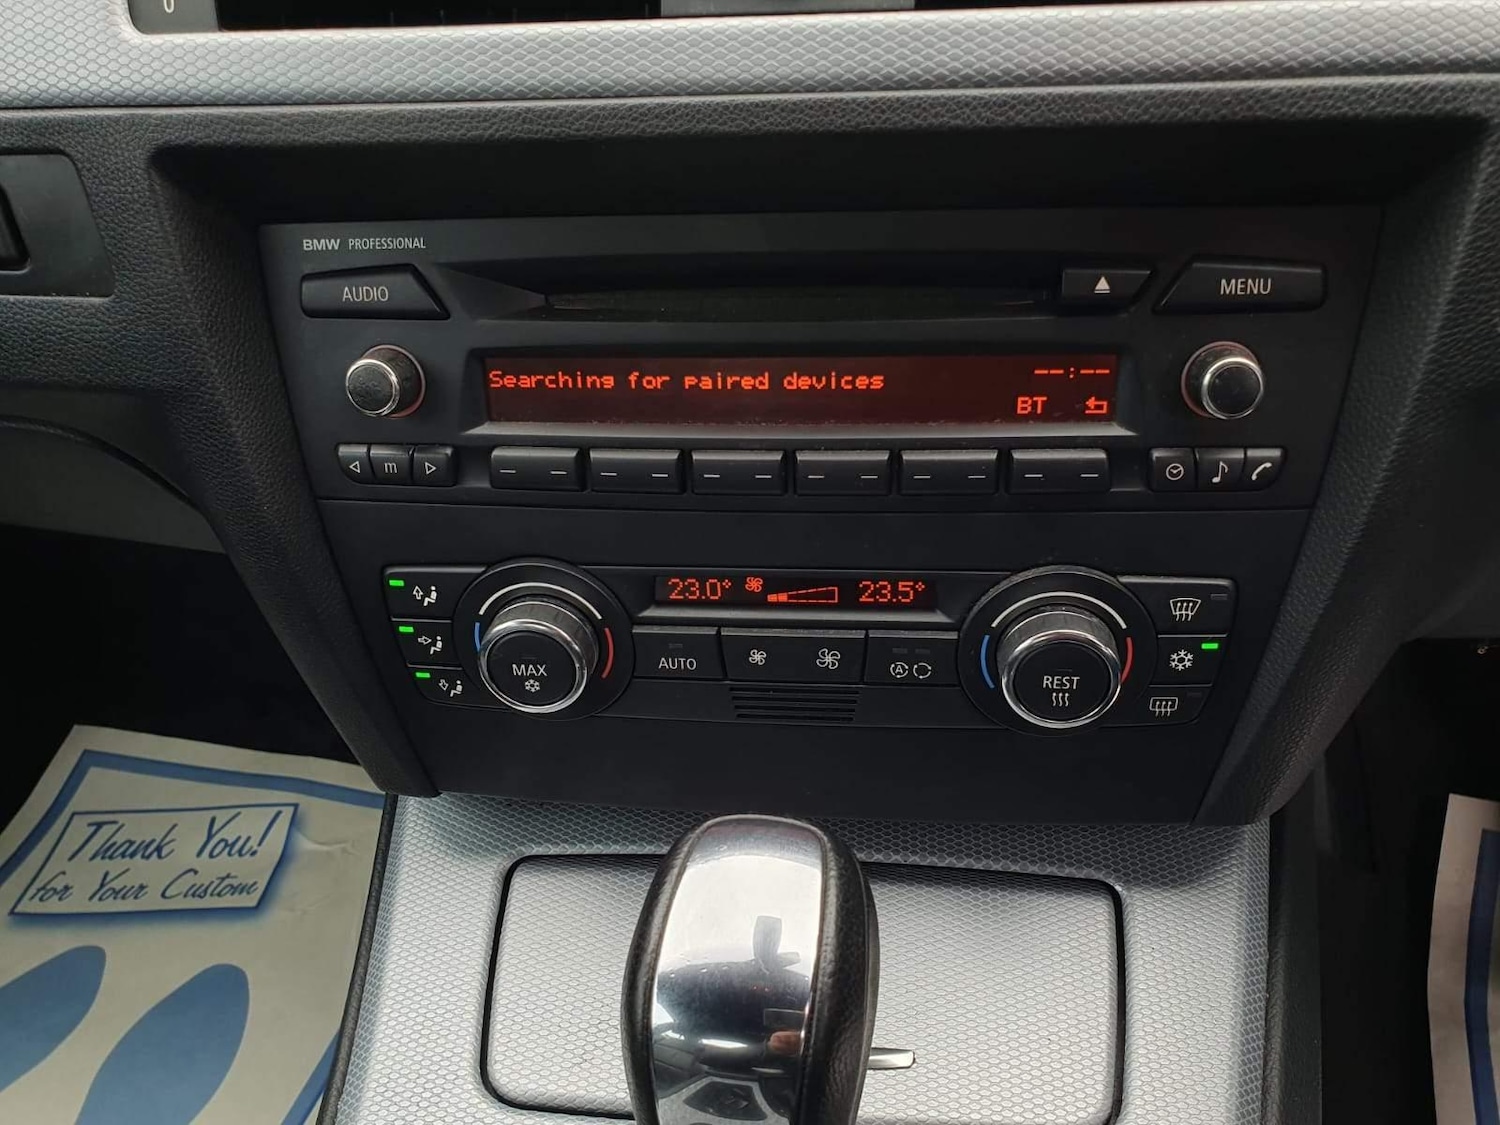 0
BMW PROFESSIONAL
AUDIO
MENU
Searching for paired devices
--:--
BT
m
23.0°
23.5°
MAX
AUTO
A
REST
Thank You!
for Your Custom